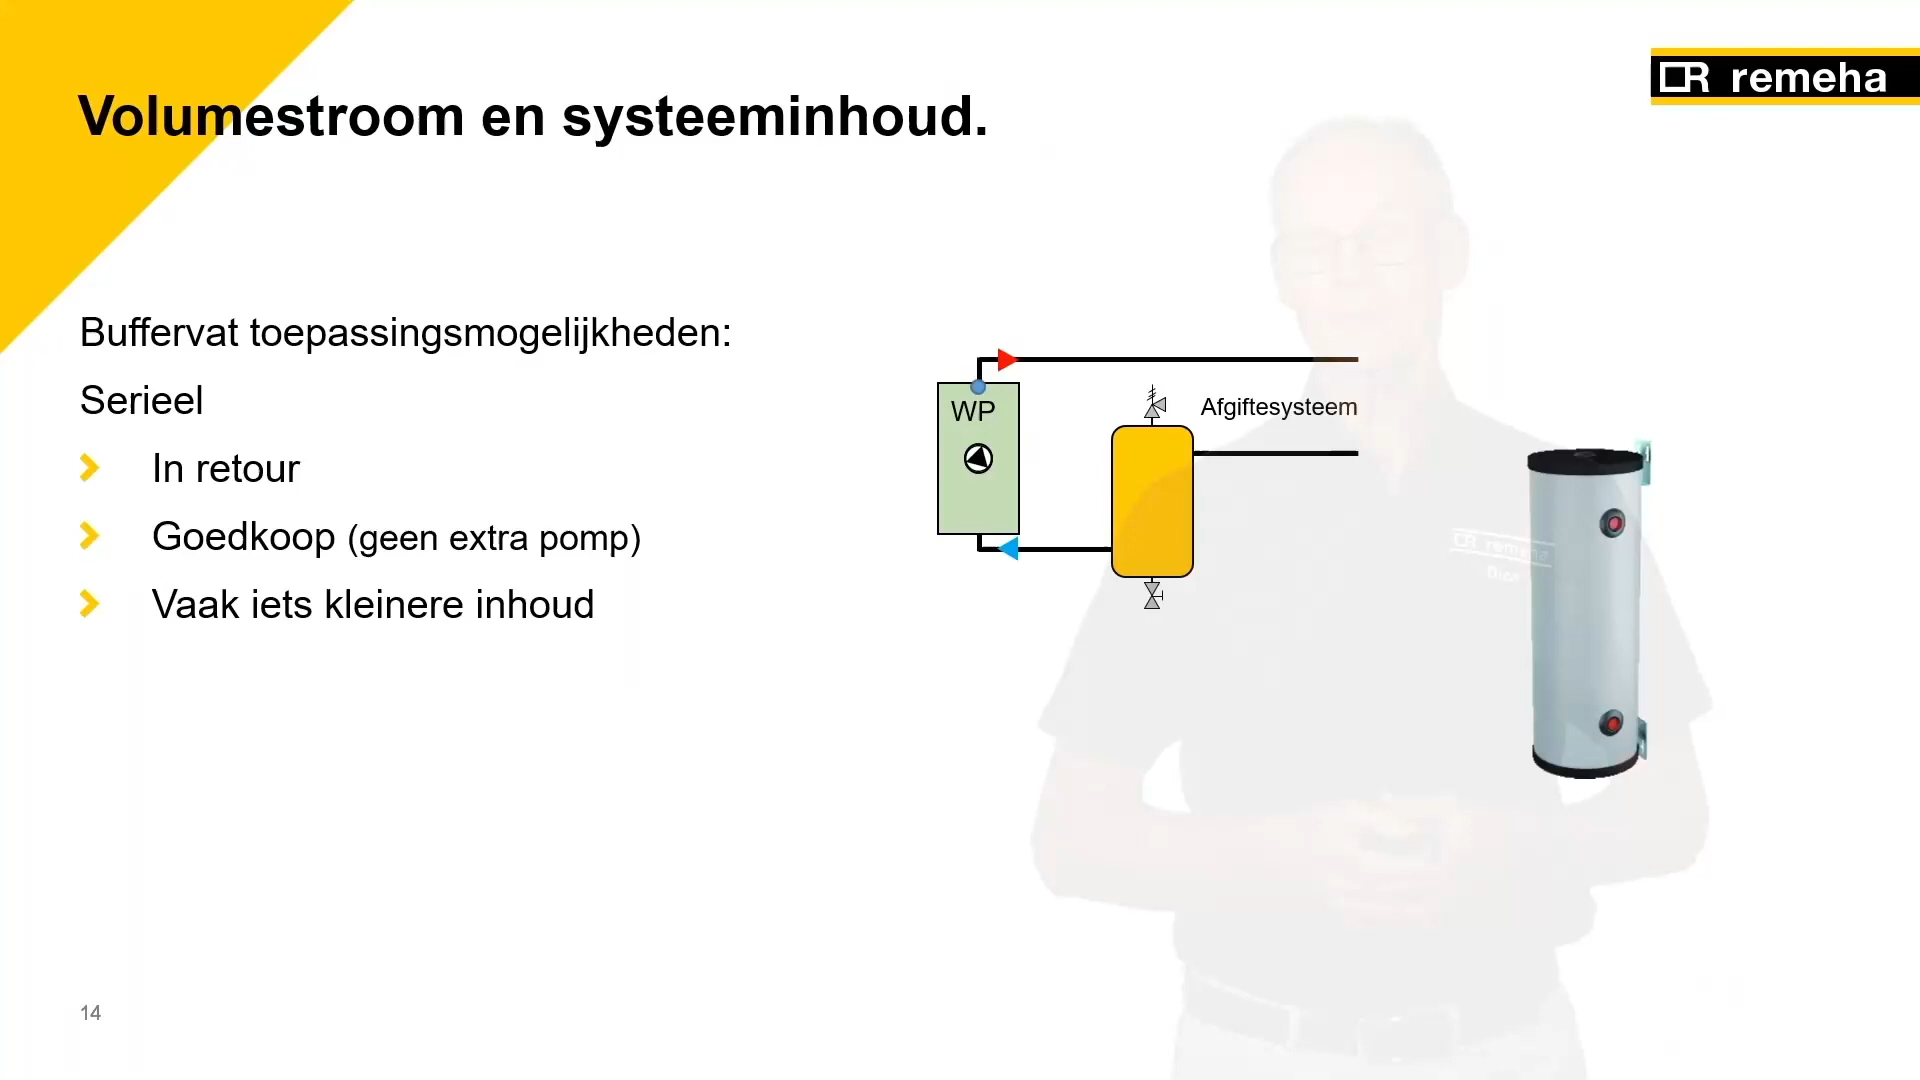 remeha
Volumestroom en systeeminhoud.
Buffervat toepassingsmogelijkheden:
Serieel
In retour
Goedkoop (geen extra pomp)
Vaak iets kleinere inhoud
WP
Afgiftesysteem
remeha
14